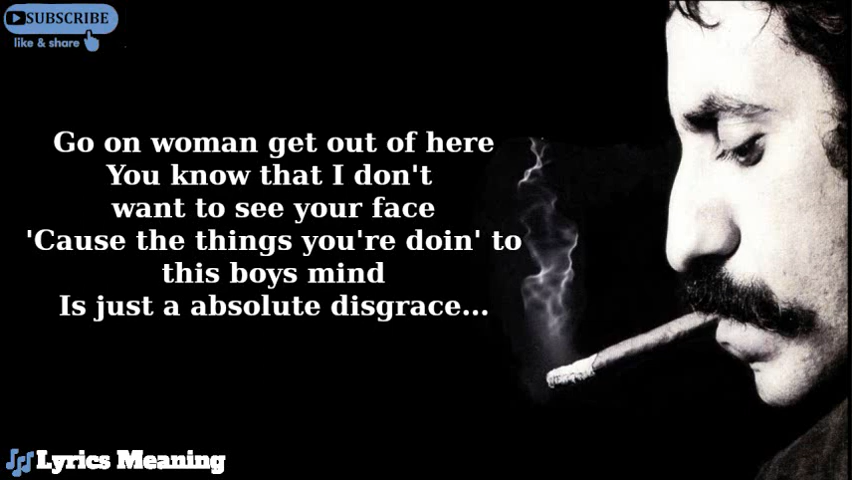 SUBSCRIBE
like & share
Go on woman get out of here
You know that I don't
want to see your face
'Cause the things you're doin' to
this boys mind
Is just a absolute disgrace...
Lyrics Meaning